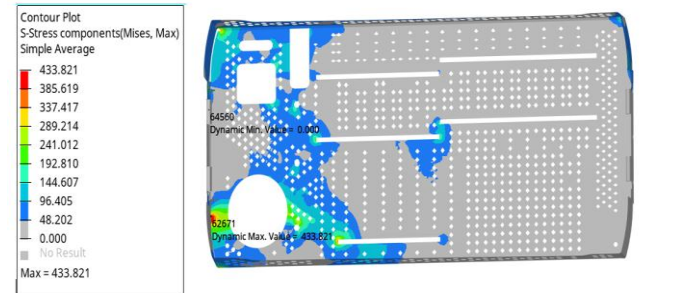 Contour Plot
S-Stress components(Mises, Max)
Simple Average
433.821
385.619
337.417
289.214
241.012
192.810
144.607
96.405
48.202
0.000
No Result
Max = 433.821
64560
Dynamic Min. Value = 0.000
62671
Dynamic Max. Value = 433.821